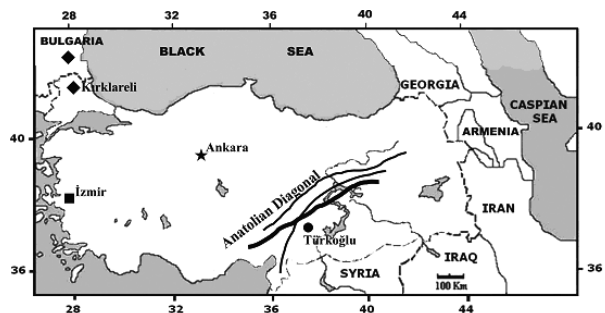 28 32 36 40 44
BULGARIA
BLACK SEA
Kırklareli
GEORGIA
CASPIAN
SEA
40
ARMENIA
40
Ankara
Anatolian Diagonal
İzmir
IRAN
Türkoğlu
IRAQ
SYRIA
36
100 Km
36
28 32 36 40 44